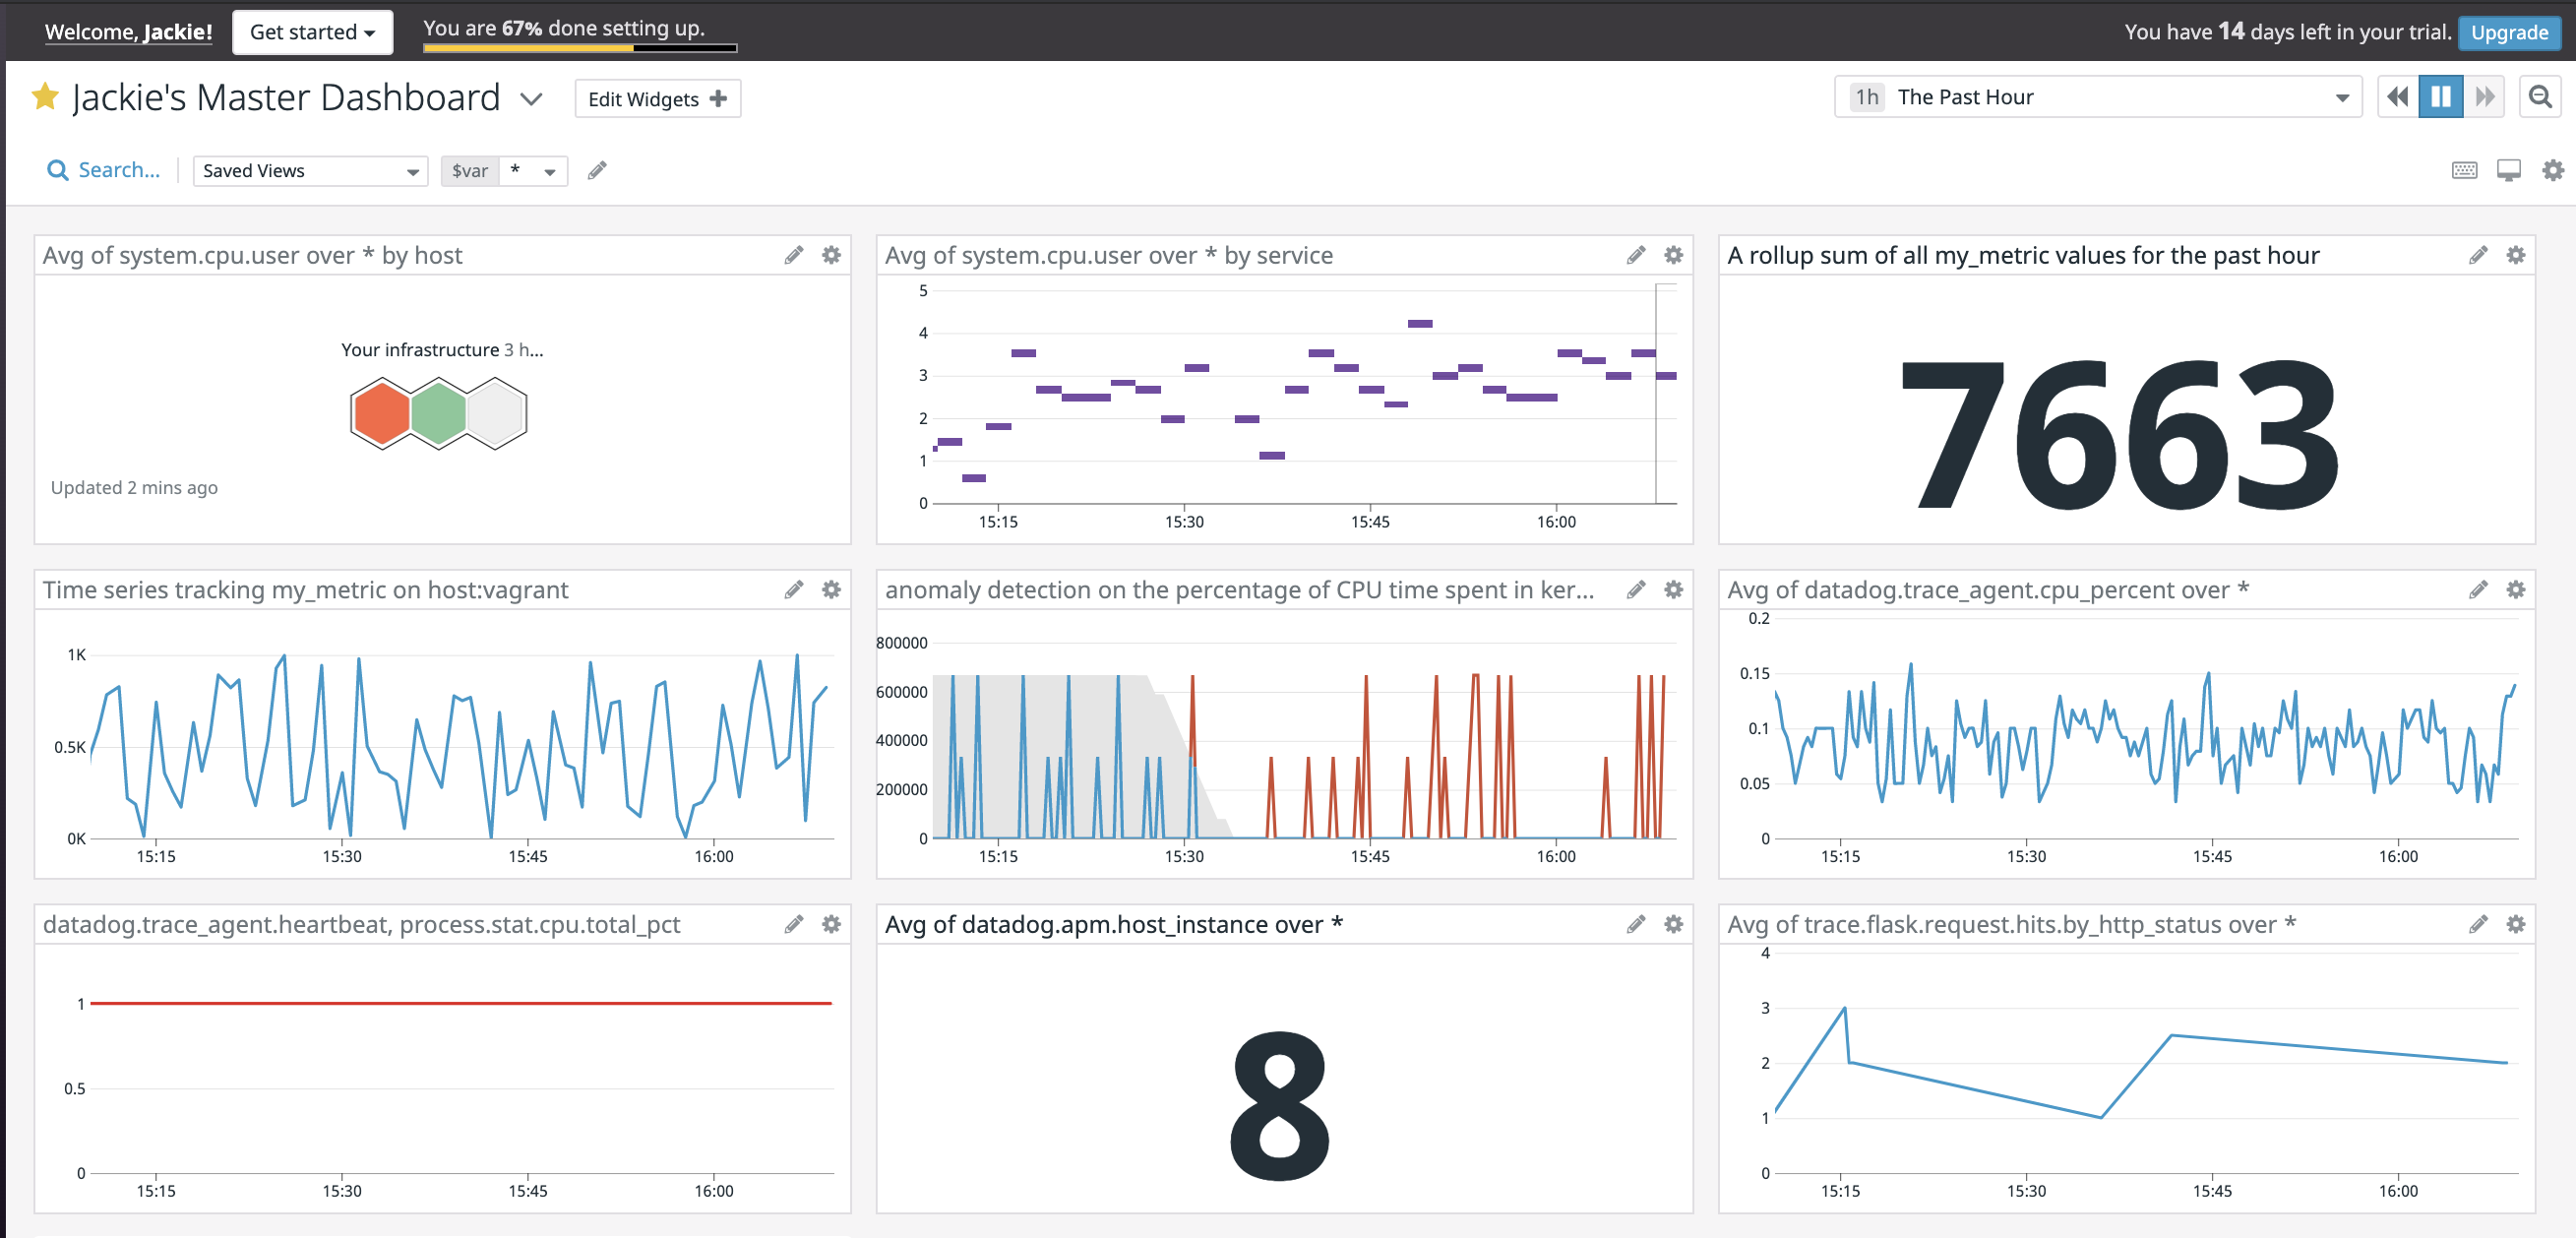 Welcome, Jackie! Get started You are 67% done setting up. You have 14 days left in your trial. Upgrade
Jackie's Master Dashboard Edit Widgets 1h The Past Hour
Search... Saved Views $var *
Avg of system.cpu.user over * by host
Your infrastructure 3 h...
Updated 2 mins ago
Avg of system.cpu.user over * by service
5
4
3
2
1
0
15:15 15:30 15:45 16:00
A rollup sum of all my_metric values for the past hour
7663
Time series tracking my_metric on host:vagrant
1K
0.5K
0K
15:15 15:30 15:45 16:00
anomaly detection on the percentage of CPU time spent in ker...
800000
600000
400000
200000
0
15:15 15:30 15:45 16:00
Avg of datadog.trace_agent.cpu_percent over *
0.2
0.15
0.1
0.05
0
15:15 15:30 15:45 16:00
datadog.trace_agent.heartbeat, process.stat.cpu.total_pct
1
0.5
0
15:15 15:30 15:45 16:00
Avg of datadog.apm.host_instance over *
8
Avg of trace.flask.request.hits.by_http_status over *
4
3
2
1
0
15:15 15:30 15:45 16:00